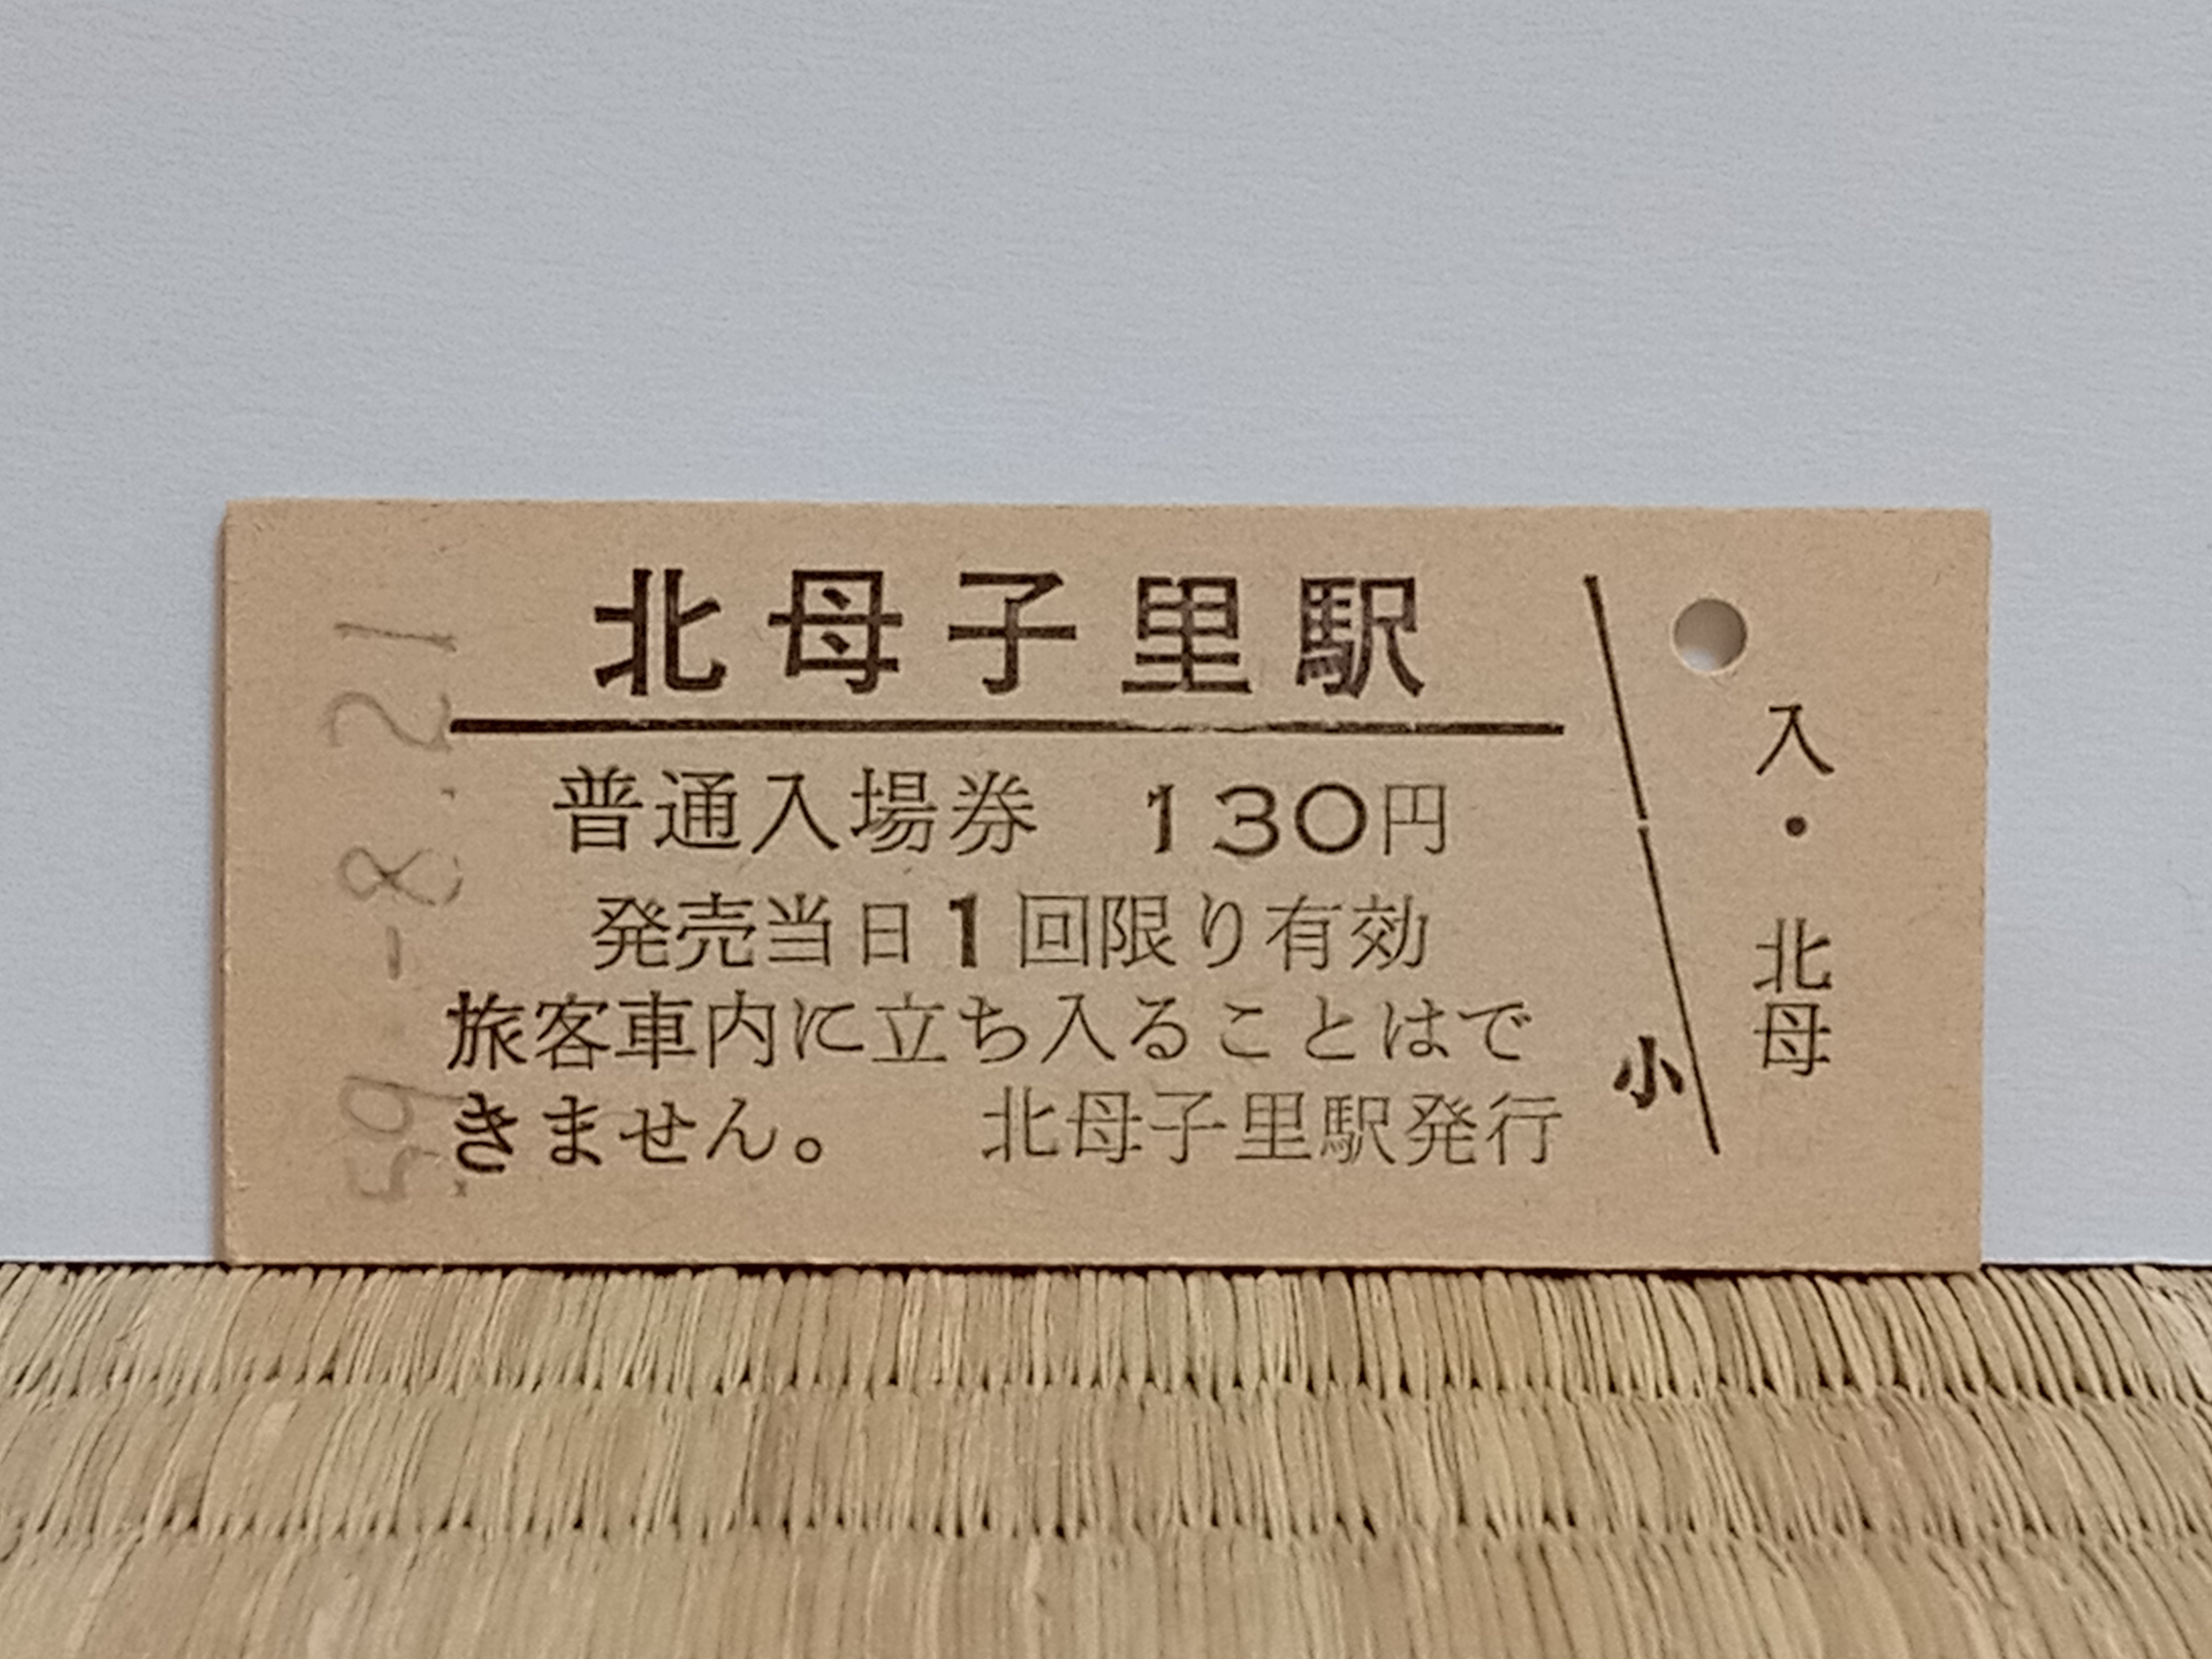 北母子里駅
普通入場券 130円
発売当日1回限り有効
旅客車内に立ち入ることはで
きません。 北母子里駅発行
小
入・北母
59.-8.21